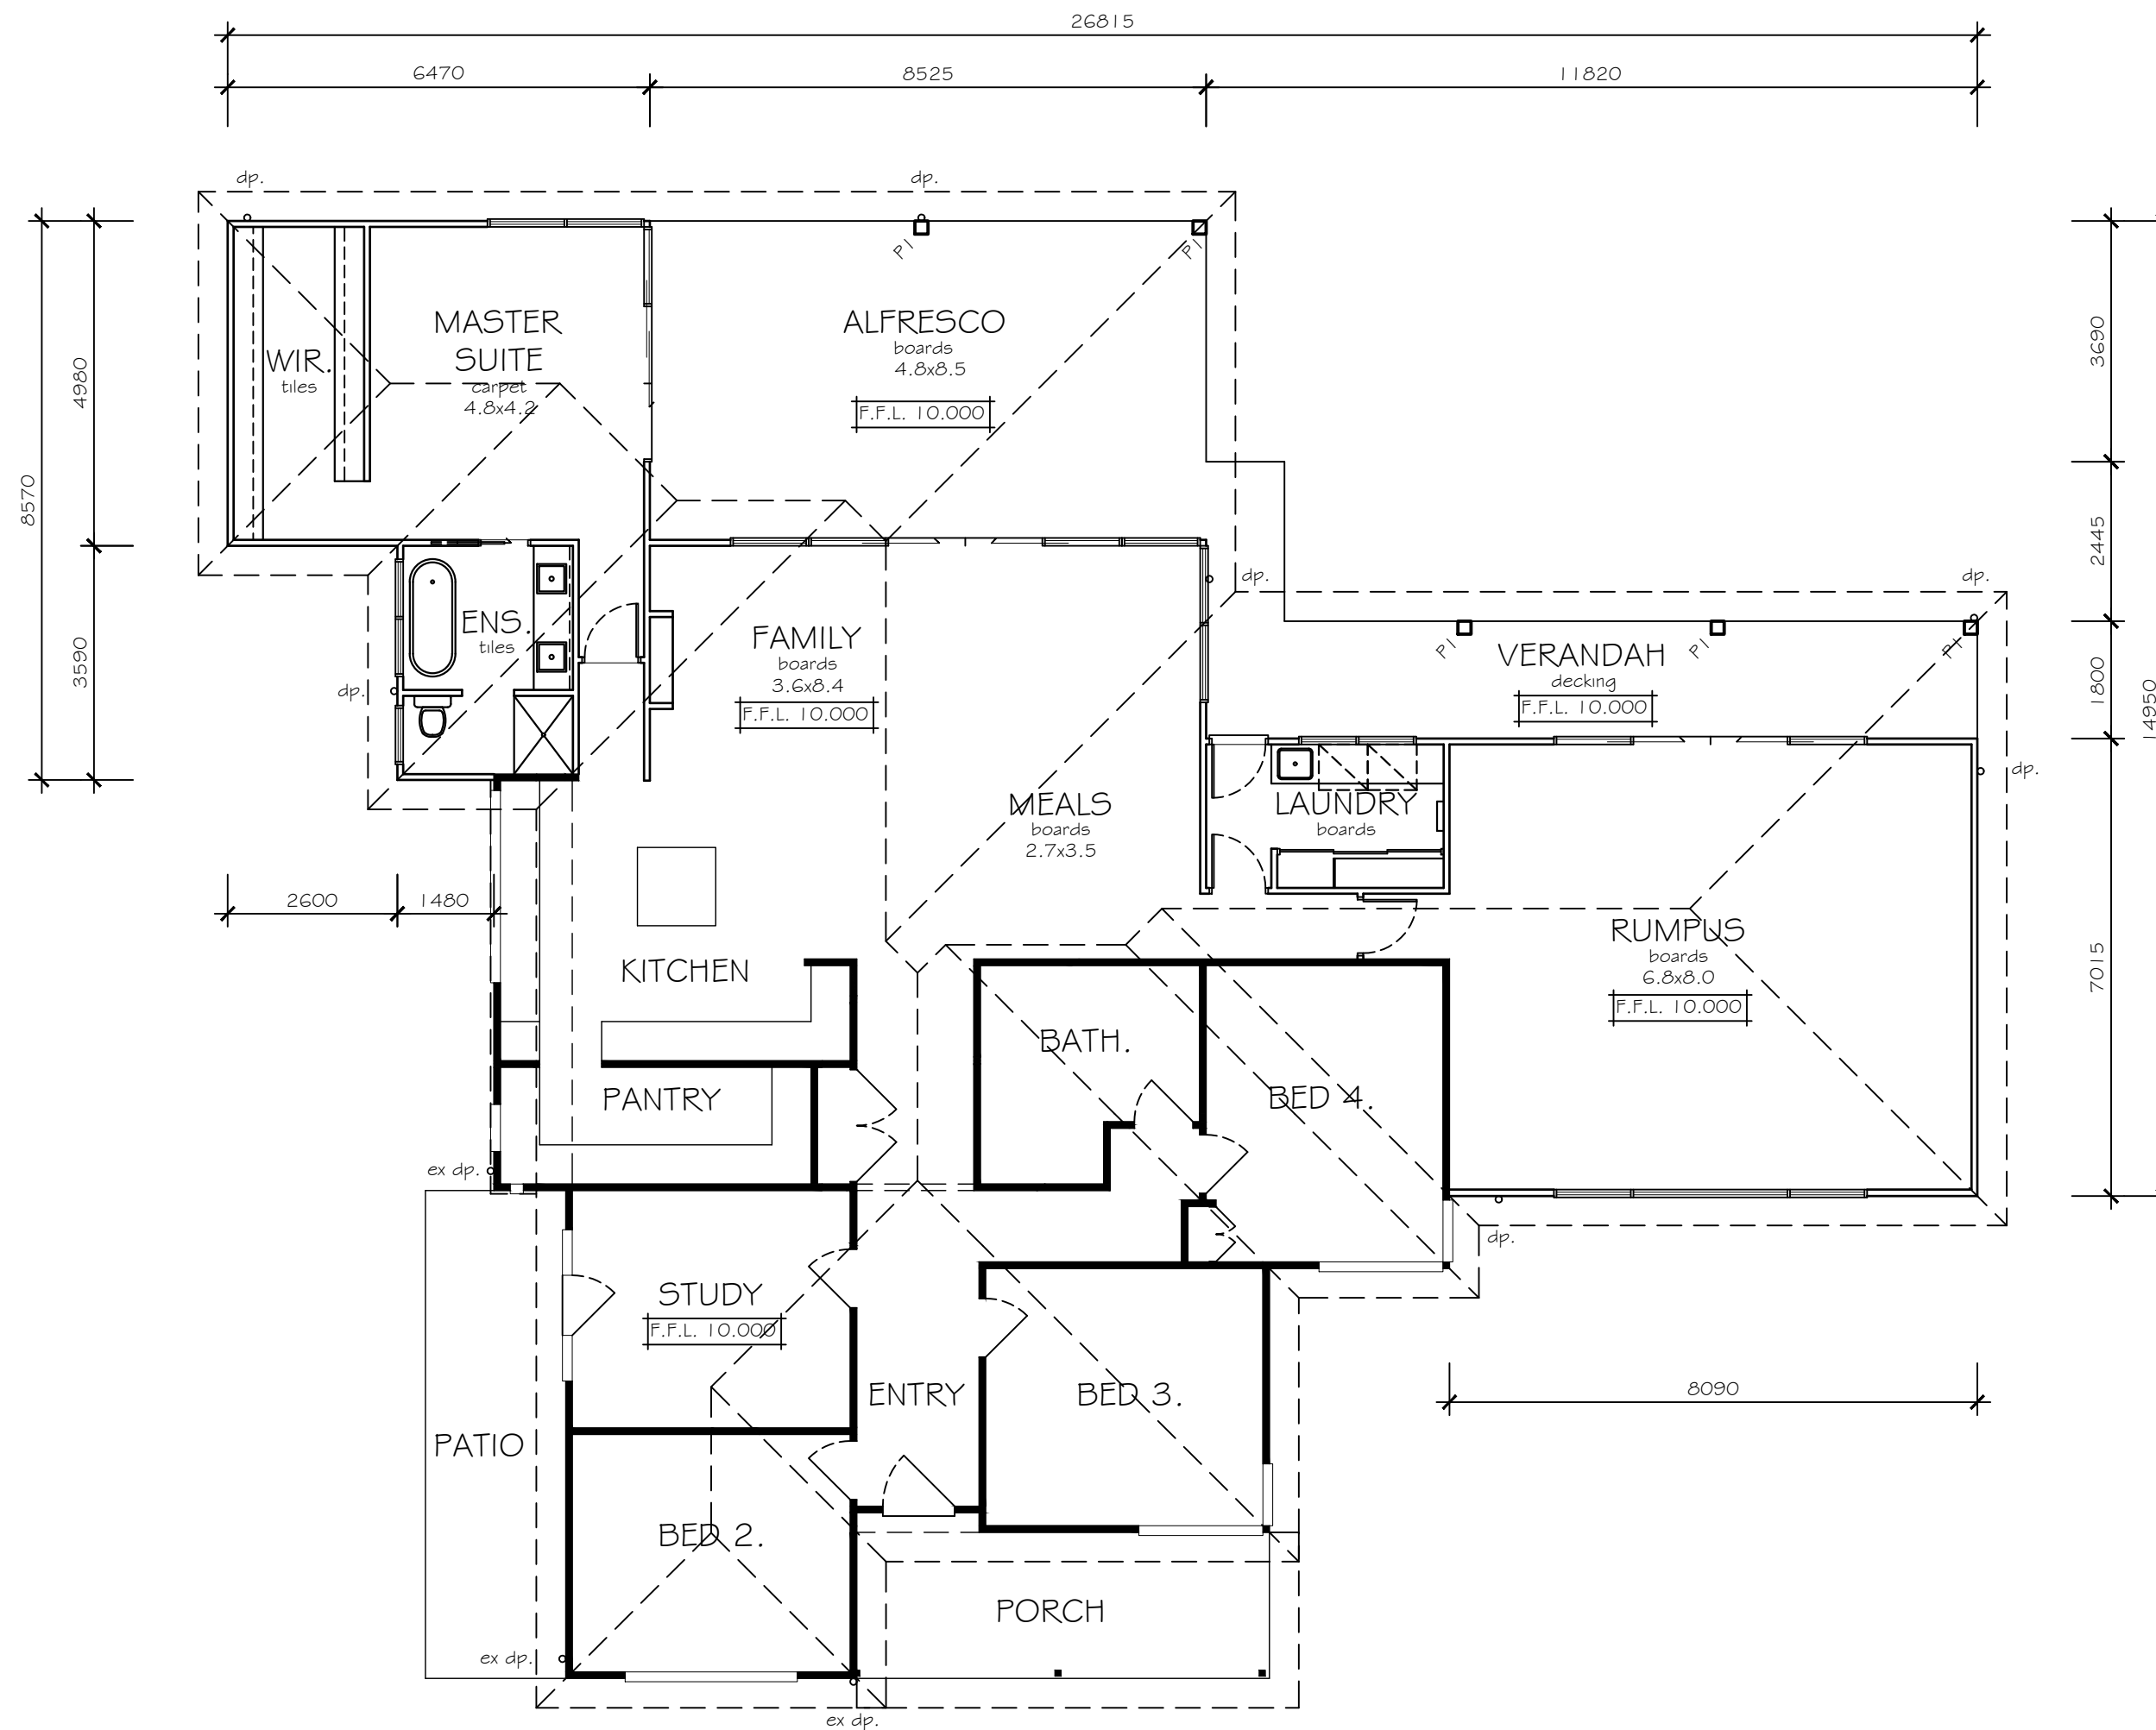 26815
6470
8525
11820
dp.
dp.
P1
P1
MASTER
SUITE
carpet
4.8x4.2
WIR.
tiles
ALFRESCO
boards
4.8x8.5
F.F.L. 10.000
4980
8570
3590
3690
2445
1800
14950
7015
dp.
dp.
ENS.
tiles
dp.
FAMILY
boards
3.6x8.4
F.F.L. 10.000
P1
P1
P1
VERANDAH
decking
F.F.L. 10.000
dp.
MEALS
boards
2.7x3.5
LAUNDRY
boards
2600
1480
KITCHEN
RUMPUS
boards
6.8x8.0
F.F.L. 10.000
BATH.
BED 4.
PANTRY
ex dp.
dp.
STUDY
F.F.L. 10.000
ENTRY
BED 3.
8090
PATIO
BED 2.
PORCH
ex dp.
ex dp.